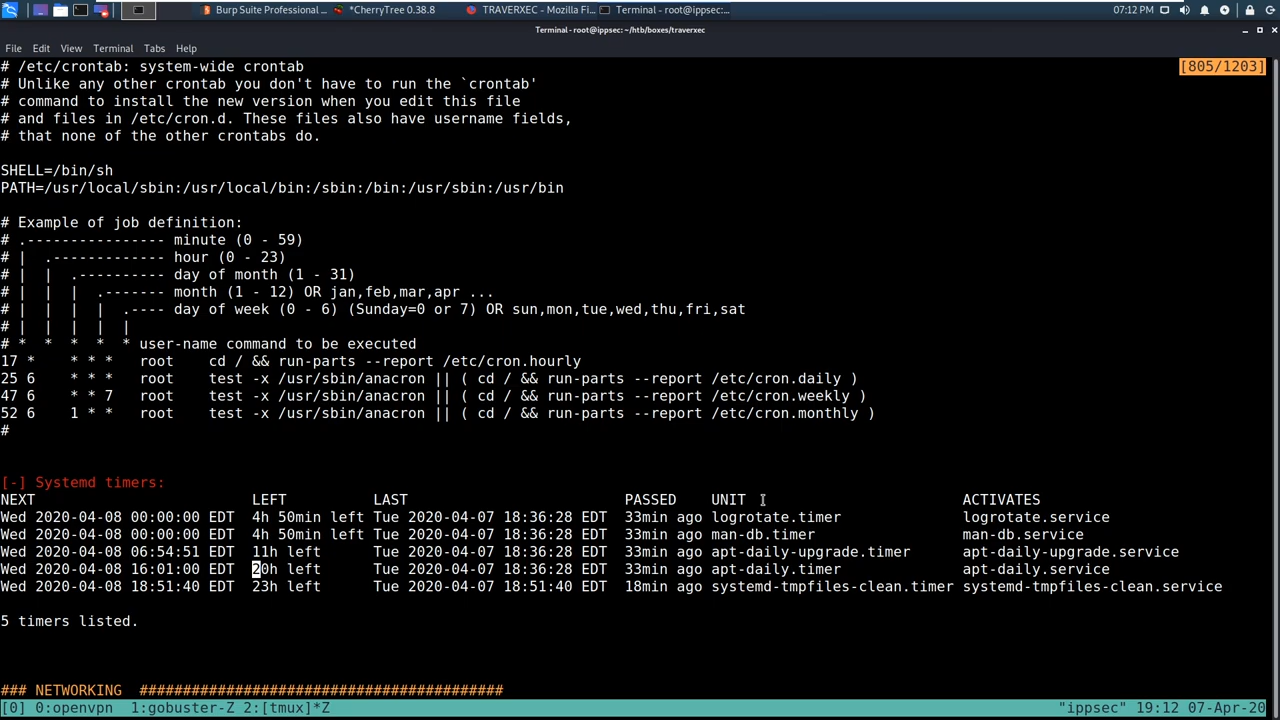 Burp Suite Professional ...
*CherryTree 0.38.8
TRAVERXEC - Mozilla Fi...
Terminal - root@ippsec:...
07:12 PM
Terminal - root@ippsec: ~/htb/boxes/traverxec
File Edit View Terminal Tabs Help
# /etc/crontab: system-wide crontab [805/1203]
# Unlike any other crontab you don't have to run the `crontab'
# command to install the new version when you edit this file
# and files in /etc/cron.d. These files also have username fields,
# that none of the other crontabs do.
SHELL=/bin/sh
PATH=/usr/local/sbin:/usr/local/bin:/sbin:/bin:/usr/sbin:/usr/bin
# Example of job definition:
# .---------------- minute (0 - 59)
# |  .------------- hour (0 - 23)
# |  |  .---------- day of month (1 - 31)
# |  |  |  .------- month (1 - 12) OR jan,feb,mar,apr ...
# |  |  |  |  .---- day of week (0 - 6) (Sunday=0 or 7) OR sun,mon,tue,wed,thu,fri,sat
# |  |  |  |  |
# *  *  *  *  * user-name command to be executed
17 *    * * *   root    cd / && run-parts --report /etc/cron.hourly
25 6    * * *   root    test -x /usr/sbin/anacron || ( cd / && run-parts --report /etc/cron.daily )
47 6    * * 7   root    test -x /usr/sbin/anacron || ( cd / && run-parts --report /etc/cron.weekly )
52 6    1 * *   root    test -x /usr/sbin/anacron || ( cd / && run-parts --report /etc/cron.monthly )
#
[-] Systemd timers:
NEXT                         LEFT          LAST                         PASSED    UNIT                         ACTIVATES
Wed 2020-04-08 00:00:00 EDT  4h 50min left Tue 2020-04-07 18:36:28 EDT  33min ago logrotate.timer              logrotate.service
Wed 2020-04-08 00:00:00 EDT  4h 50min left Tue 2020-04-07 18:36:28 EDT  33min ago man-db.timer                 man-db.service
Wed 2020-04-08 06:54:51 EDT  11h left      Tue 2020-04-07 18:36:28 EDT  33min ago apt-daily-upgrade.timer      apt-daily-upgrade.service
Wed 2020-04-08 16:01:00 EDT  20h left      Tue 2020-04-07 18:36:28 EDT  33min ago apt-daily.timer              apt-daily.service
Wed 2020-04-08 18:51:40 EDT  23h left      Tue 2020-04-07 18:51:40 EDT  18min ago systemd-tmpfiles-clean.timer systemd-tmpfiles-clean.service
5 timers listed.
### NETWORKING  ##########################################
[0] 0:openvpn  1:gobuster-Z 2:[tmux]*Z "ippsec" 19:12 07-Apr-20